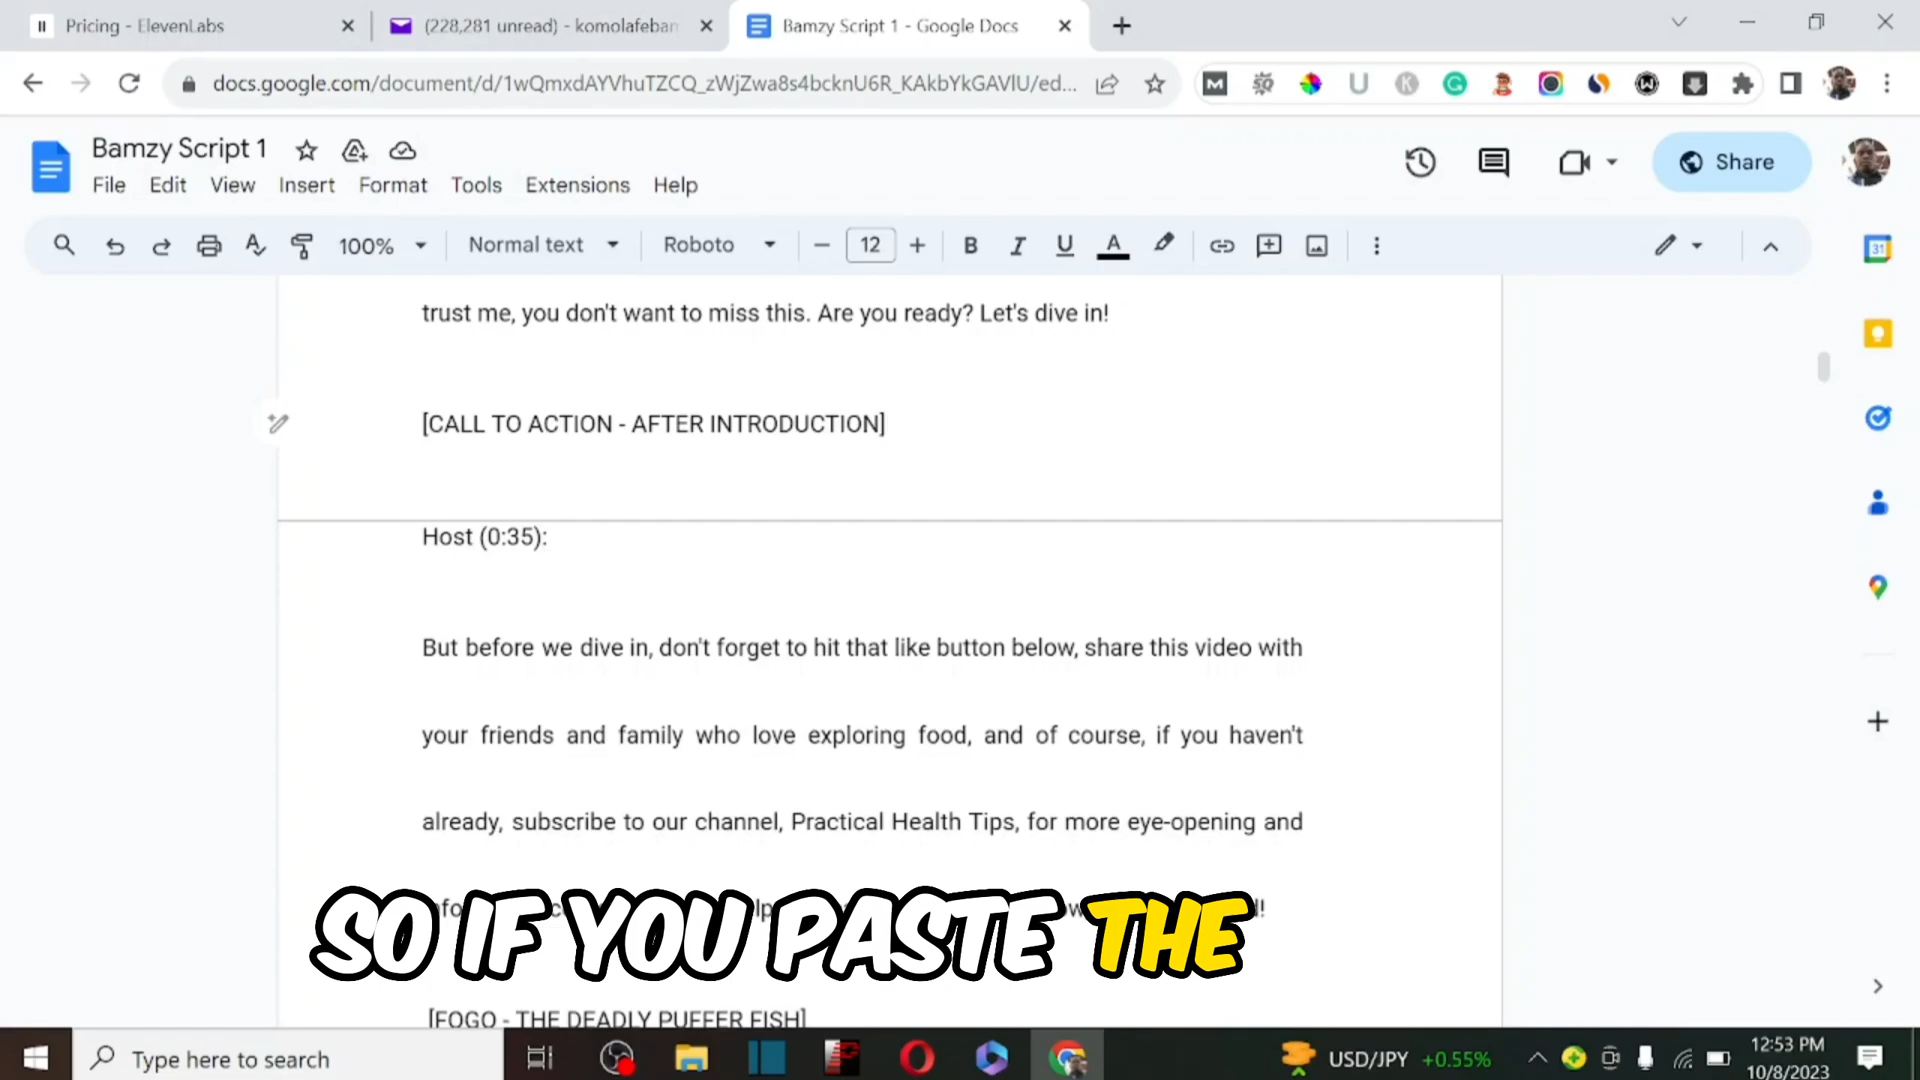 Pricing - ElevenLabs
(228,281 unread) - komolafebam
Bamzy Script 1 - Google Docs
docs.google.com/document/d/1wQmxdAYVhuTZCQ_zWjZwa8s4bcknU6R_KAkbYkGAVlU/ed...
Bamzy Script 1
File Edit View Insert Format Tools Extensions Help
Share
100% Normal text Roboto 12
trust me, you don't want to miss this. Are you ready? Let's dive in!
[CALL TO ACTION - AFTER INTRODUCTION]
Host (0:35):
But before we dive in, don't forget to hit that like button below, share this video with
your friends and family who love exploring food, and of course, if you haven't
already, subscribe to our channel, Practical Health Tips, for more eye-opening and
SO IF YOU PASTE THE
[FOGO - THE DEADLY PUFFER FISH]
Type here to search
USD/JPY +0.55%
12:53 PM
10/8/2023